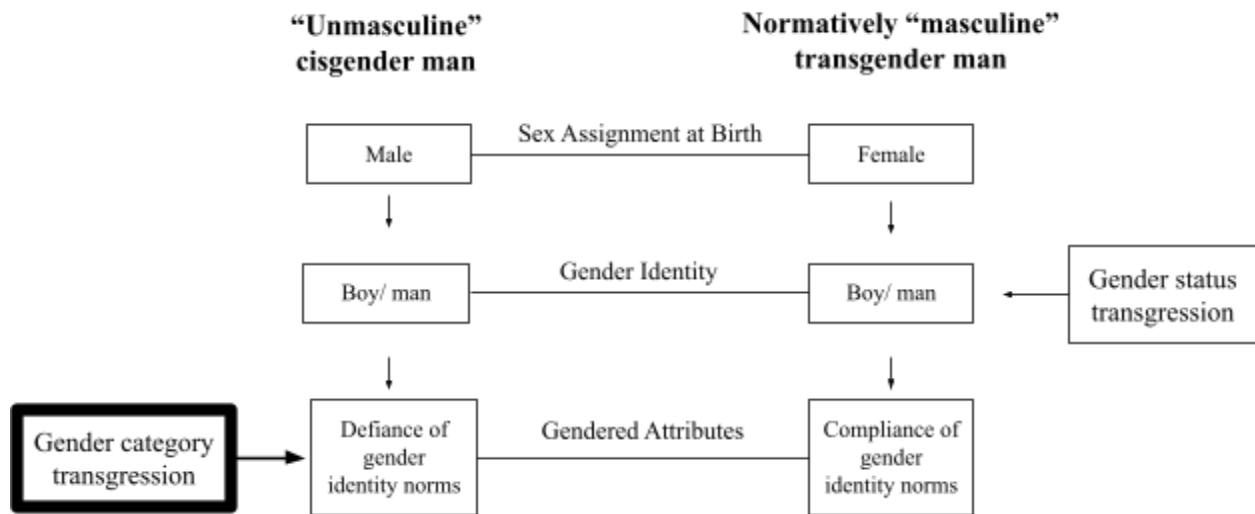 “Unmasculine”
cisgender man
Normatively “masculine”
transgender man
Male
Sex Assignment at Birth
Female
Boy/ man
Gender Identity
Boy/ man
Gender status
transgression
Gender category
transgression
Defiance of
gender
identity norms
Gendered Attributes
Compliance of
gender
identity norms